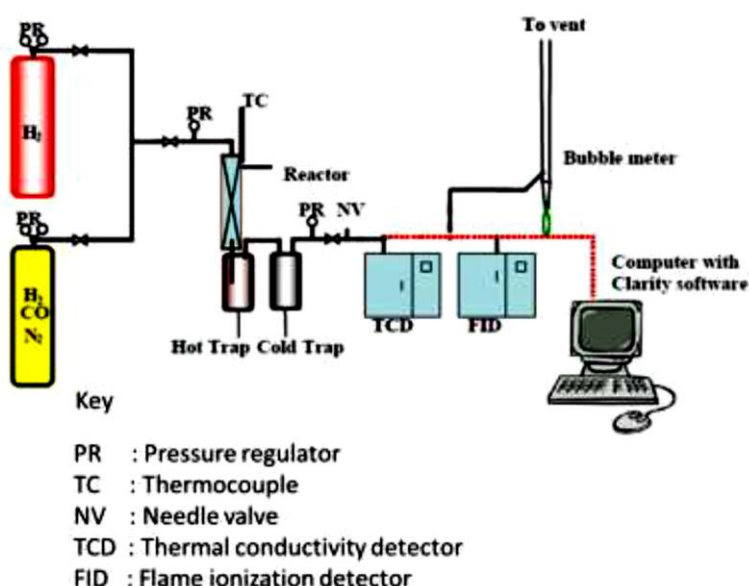 To vent
PR
H₂
TC
PR
Bubble meter
Reactor
PR
PR NV
H₂
CO
N₂
Computer with
Clarity software
TCD
FID
Hot Trap Cold Trap
Key
PR : Pressure regulator
TC : Thermocouple
NV : Needle valve
TCD : Thermal conductivity detector
FID : Flame ionization detector